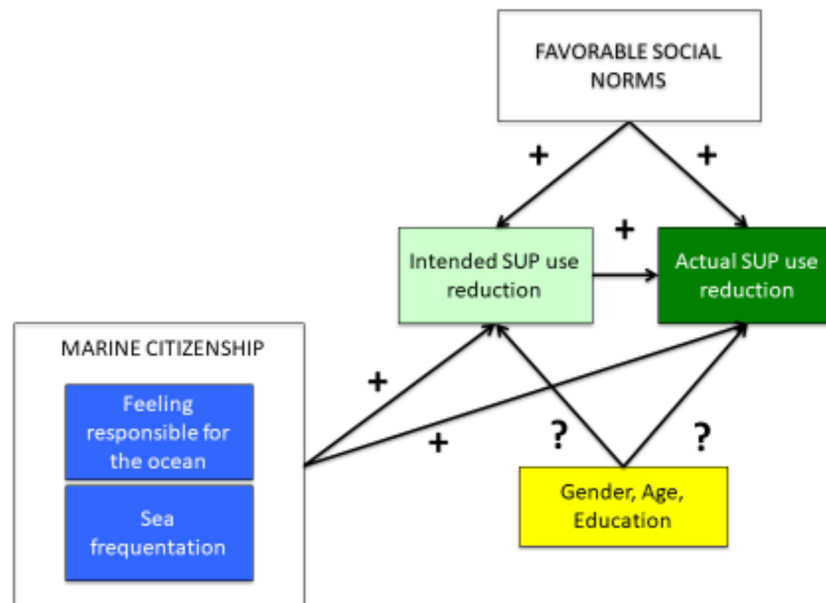 FAVORABLE SOCIAL
NORMS
+
+
+
Intended SUP use
reduction
Actual SUP use
reduction
MARINE CITIZENSHIP
+
+
?
?
Feeling
responsible for
the ocean
Sea
frequentation
Gender, Age,
Education